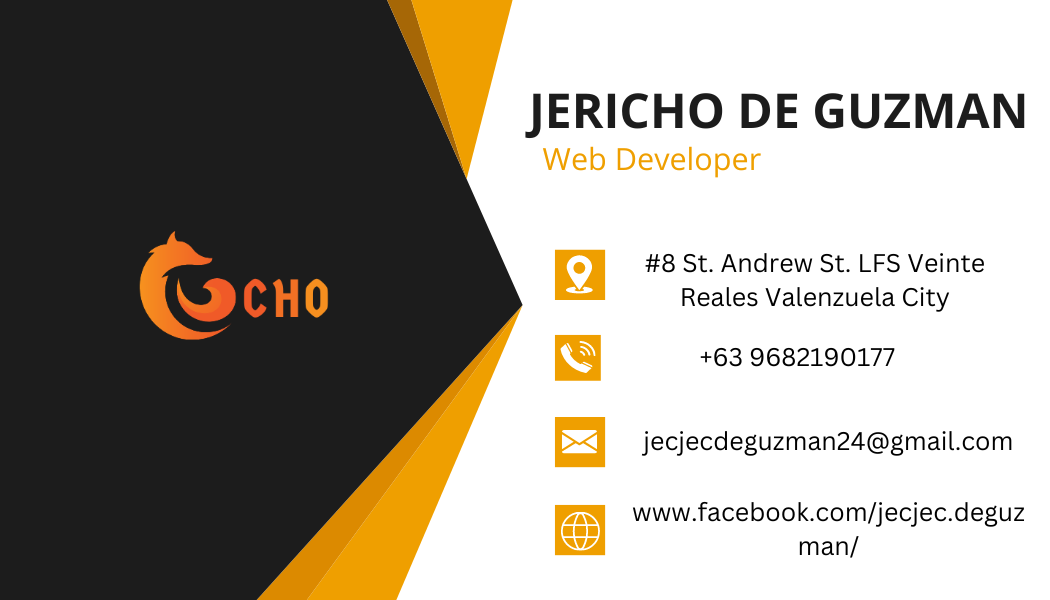 JERICHO DE GUZMAN
Web Developer
CHO
#8 St. Andrew St. LFS Veinte
Reales Valenzuela City
+63 9682190177
jecjecdeguzman24@gmail.com
www.facebook.com/jecjec.deguz
man/